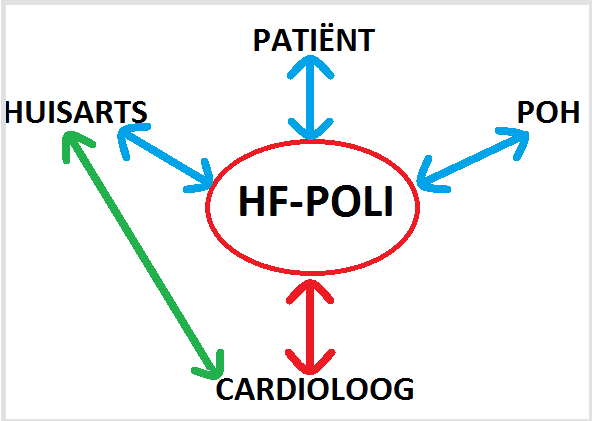 PATIËNT
HUISARTS
POH
HF-POLI
CARDIOLOOG